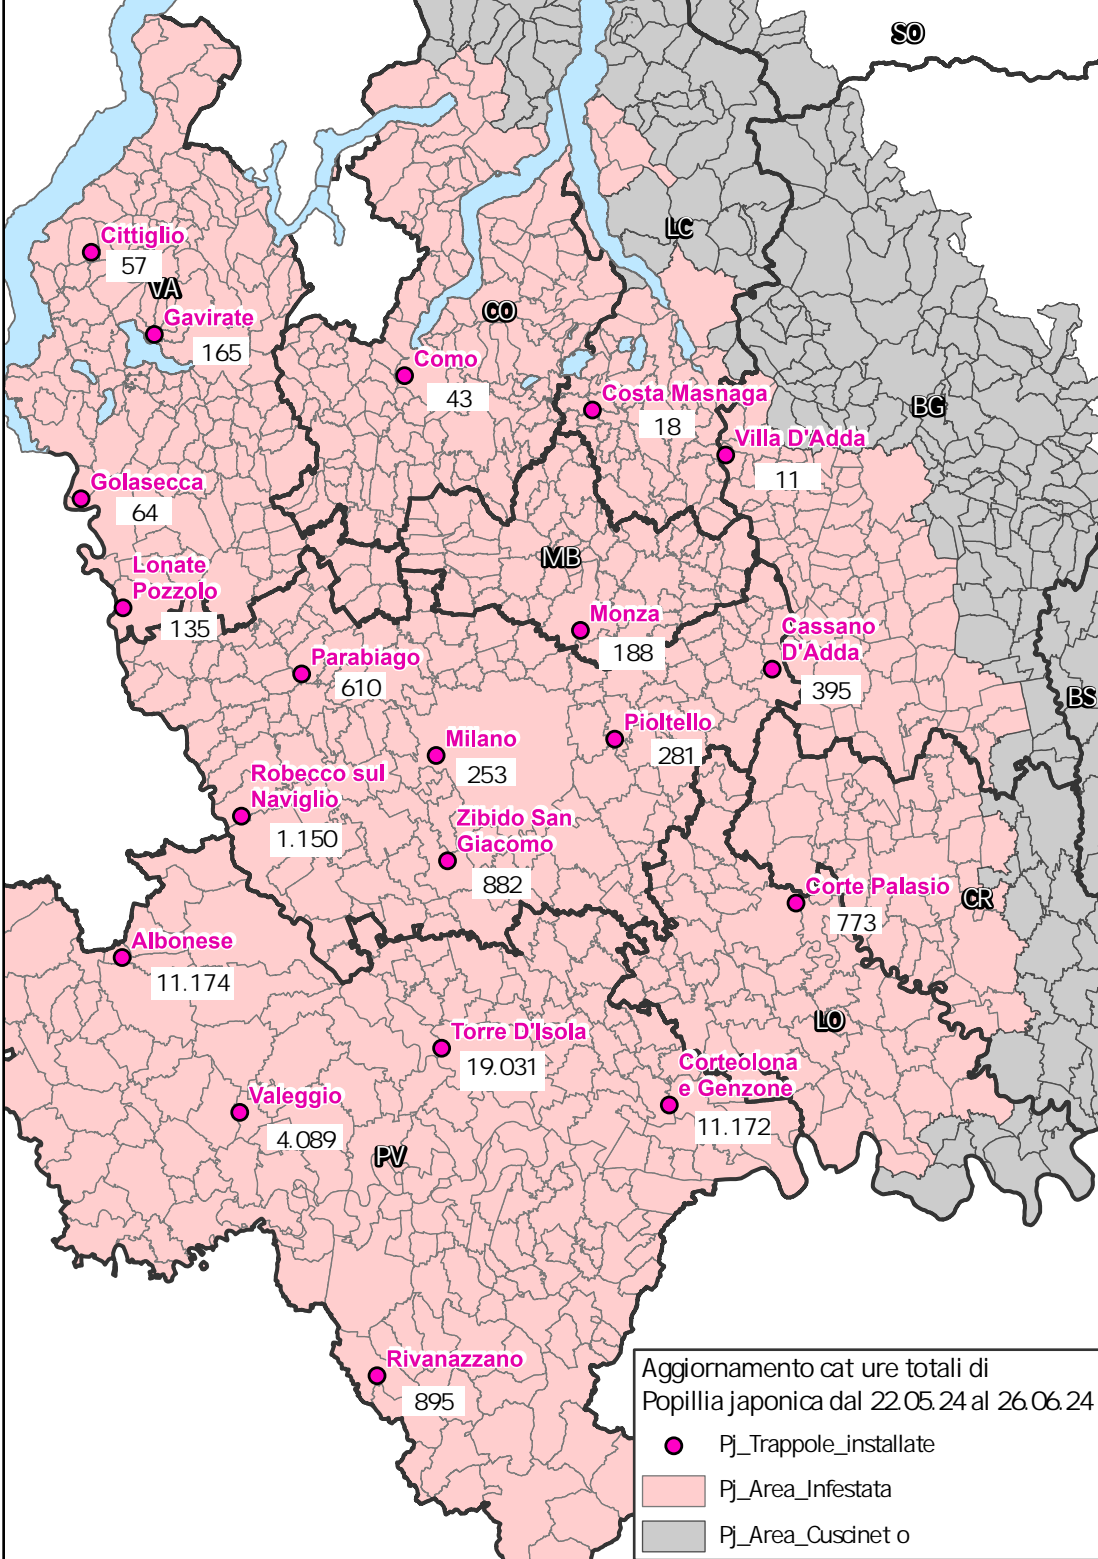 SO
LC
Cittiglio
57
VA
Gavirate
165
CO
Como
43
Costa Masnaga
18
BG
Villa D'Adda
11
Golasecca
64
MB
Lonate
Pozzolo
135
Monza
188
Cassano
D'Adda
395
Parabiago
610
BS
Pioltello
281
Milano
253
Robecco sul
Naviglio
1.150
Zibido San
Giacomo
882
Corte Palasio
773
CR
Albonese
11.174
LO
Torre D'Isola
19.031
Corteolona
e Genzone
11.172
Valeggio
4.089
PV
Rivanazzano
895
Aggiornamento cat ure totali di
Popillia japonica dal 22.05.24 al 26.06.24
Pj_Trappole_installate
Pj_Area_Infestata
Pj_Area_Cuscinet o